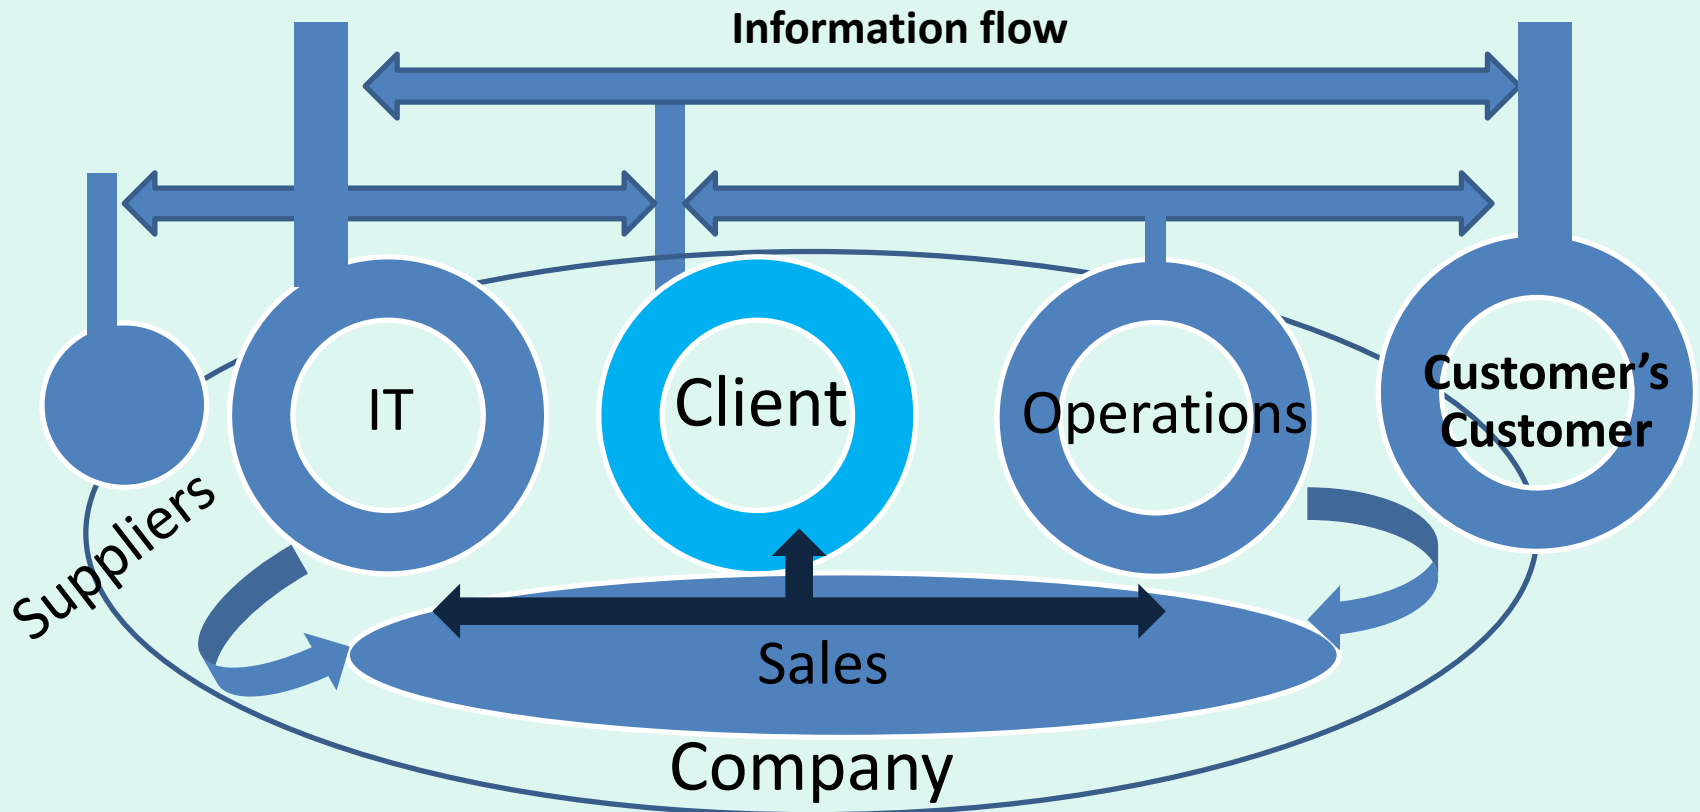 Information flow
IT
Client
Operations
Customer’s
Customer
Suppliers
Sales
Company